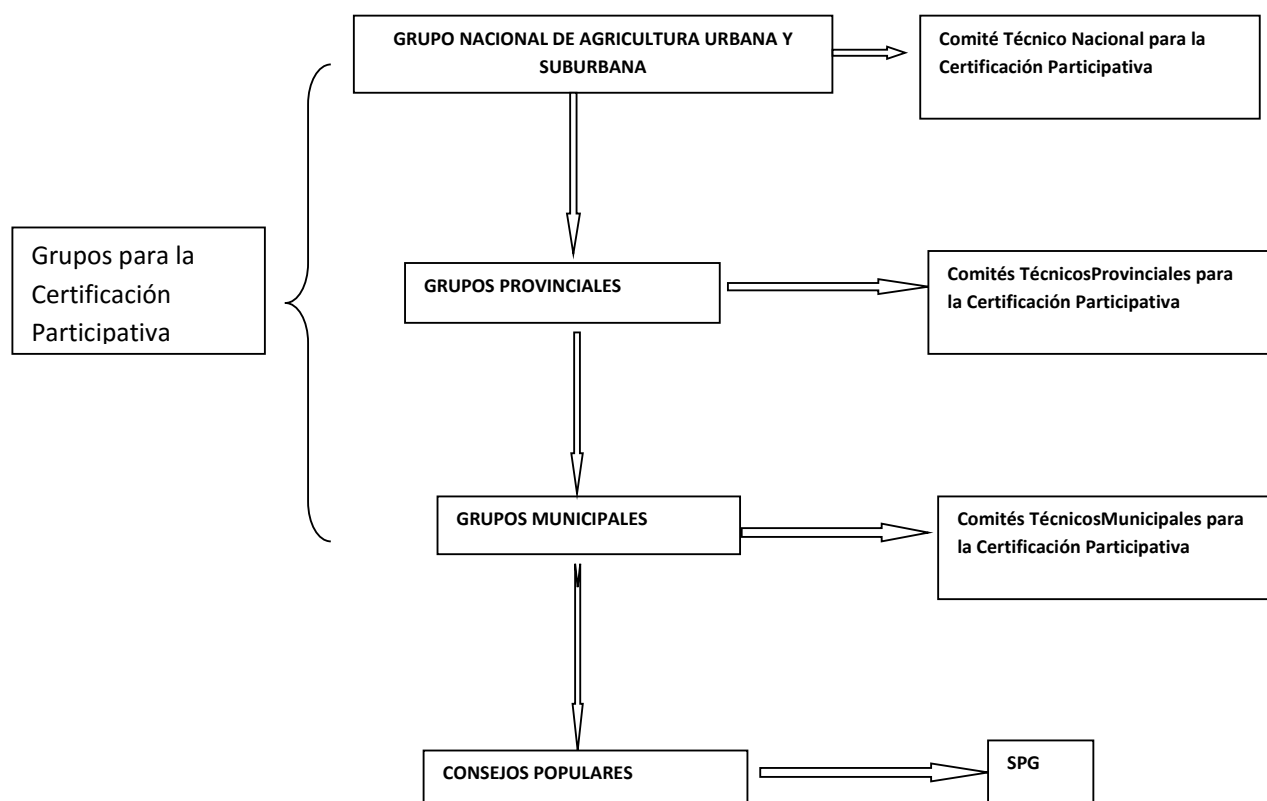 GRUPO NACIONAL DE AGRICULTURA URBANA Y
SUBURBANA
Comité Técnico Nacional para la
Certificación Participativa
Grupos para la
Certificación
Participativa
GRUPOS PROVINCIALES
Comités TécnicosProvinciales para
la Certificación Participativa
GRUPOS MUNICIPALES
Comités TécnicosMunicipales para
la Certificación Participativa
CONSEJOS POPULARES
SPG